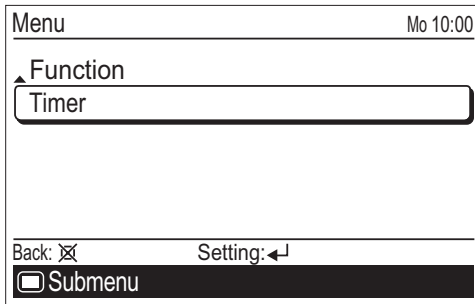 Menu Mo 10:00
Function
Timer
Back: Setting:
Submenu